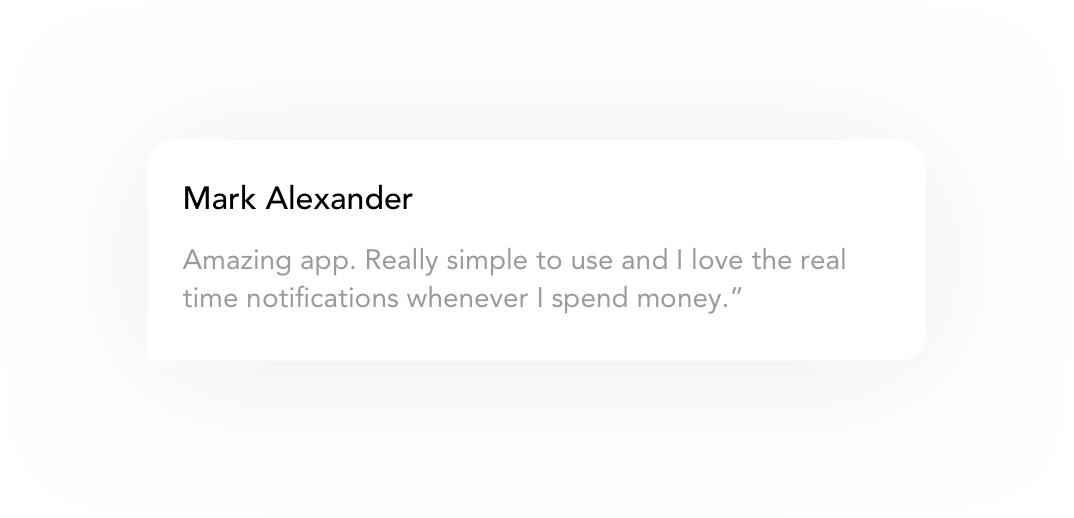 Mark Alexander
Amazing app. Really simple to use and I love the real
time notifications whenever I spend money.”